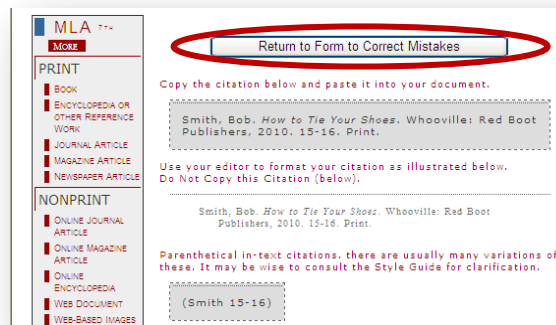 MLA 7TH
MORE
PRINT
BOOK
ENCYCLOPEDIA OR
OTHER REFERENCE
WORK
JOURNAL ARTICLE
MAGAZINE ARTICLE
NEWSPAPER ARTICLE
NONPRINT
ONLINE JOURNAL
ARTICLE
ONLINE MAGAZINE
ARTICLE
ONLINE
ENCYCLOPEDIA
WEB DOCUMENT
WEB-BASED IMAGES
Return to Form to Correct Mistakes
Copy the citation below and paste it into your document.
Smith, Bob. How to Tie Your Shoes. Whooville: Red Boot
Publishers, 2010. 15-16. Print.
Use your editor to format your citation as illustrated below.
Do Not Copy this Citation (below).
Smith, Bob. How to Tie Your Shoes. Whooville: Red Boot
Publishers, 2010. 15-16. Print.
Parenthetical in-text citations. there are usually many variations of
these. It may be wise to consult the Style Guide for clarification.
(Smith 15-16)